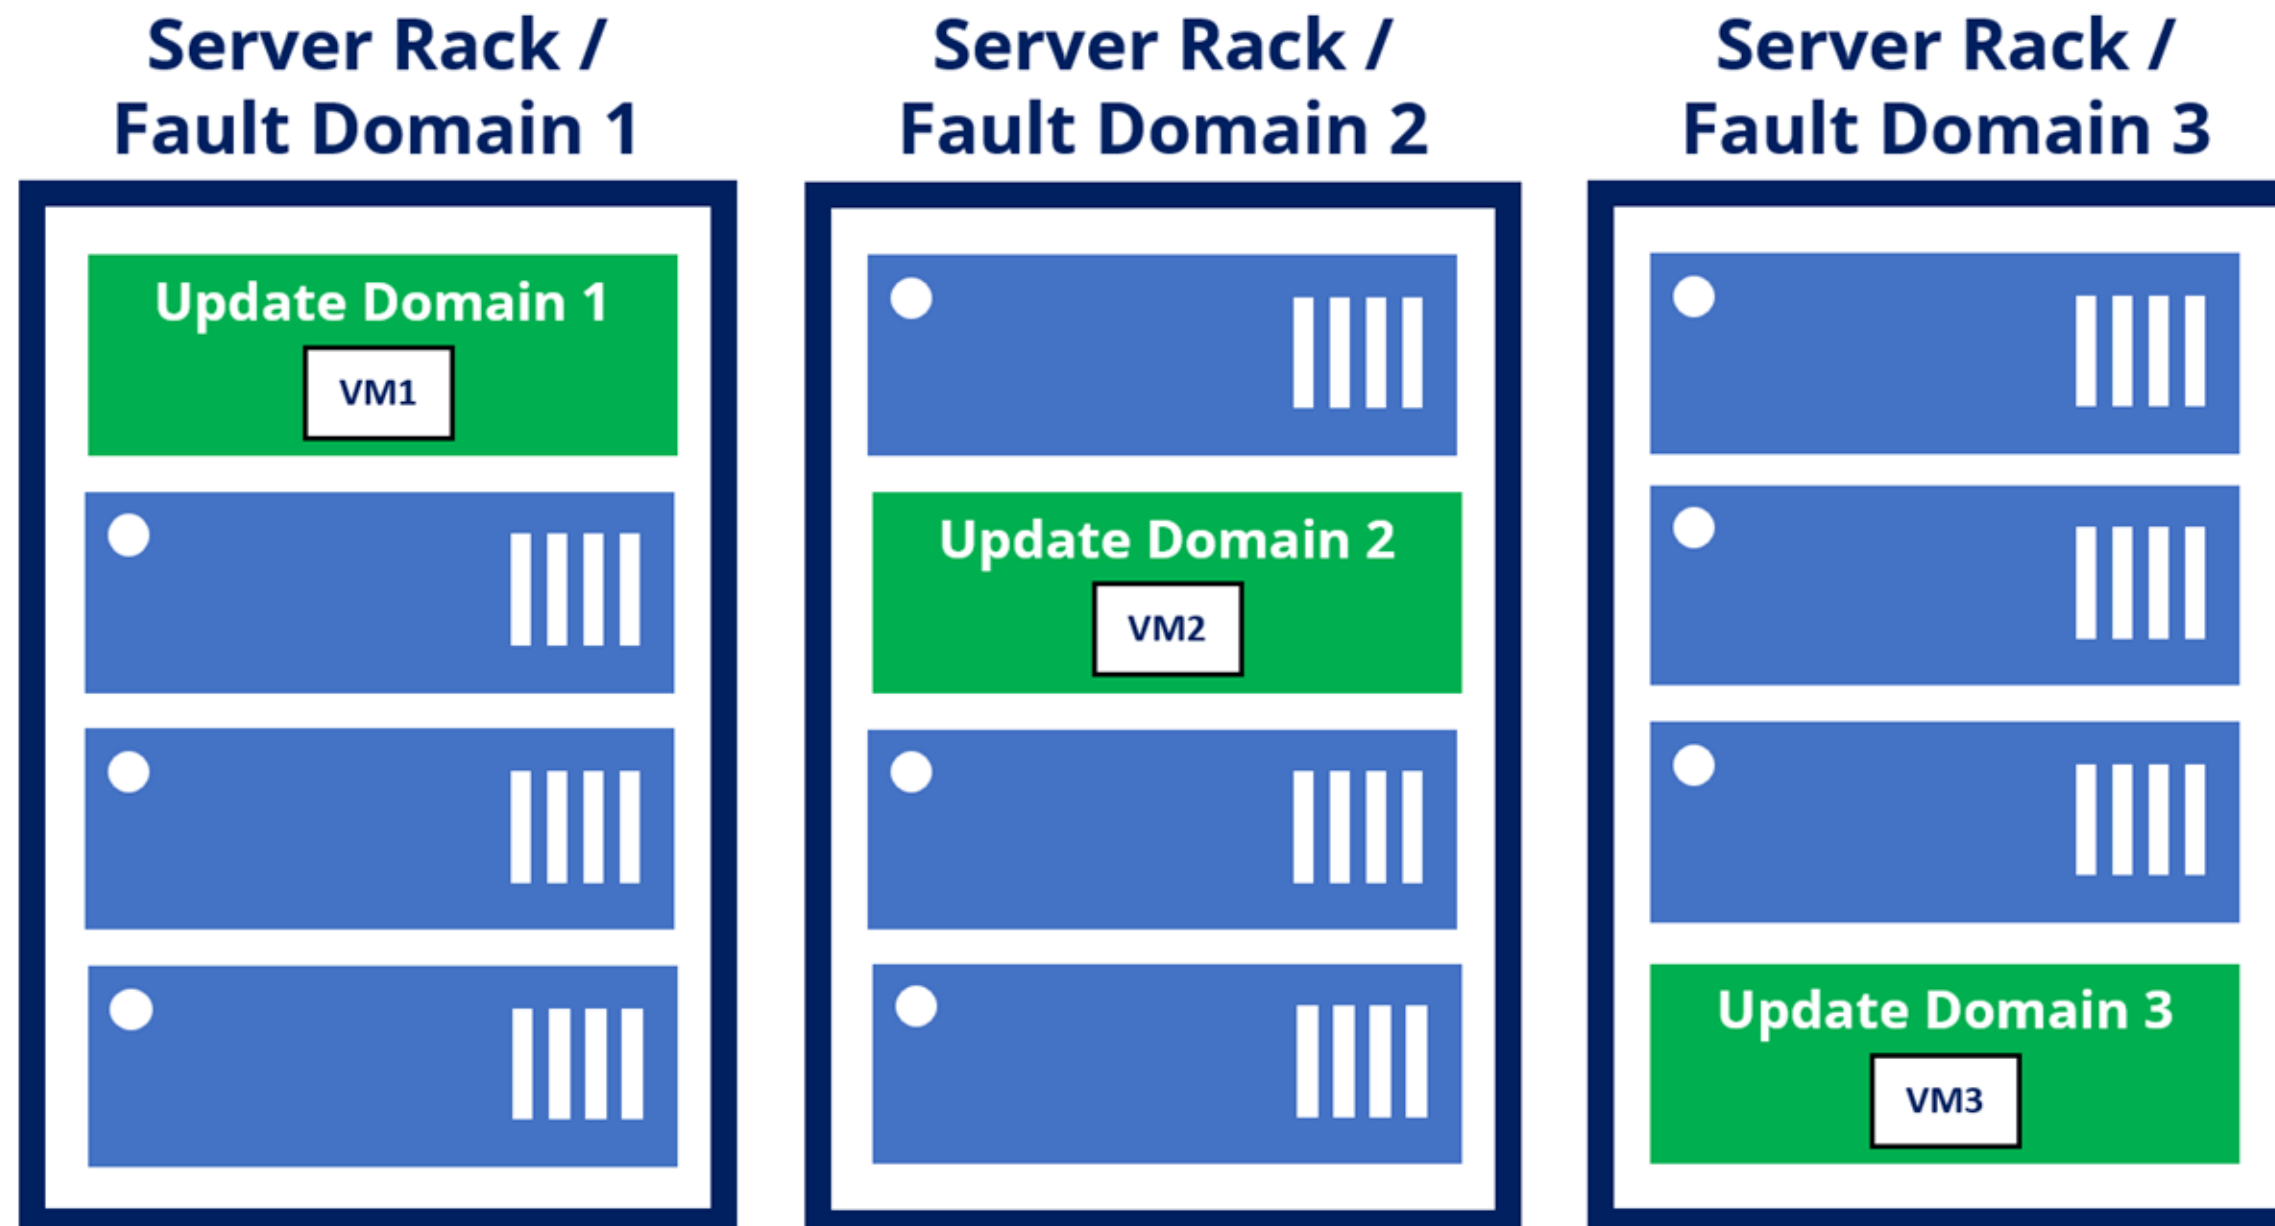 Server Rack /
Fault Domain 1
Server Rack /
Fault Domain 2
Server Rack /
Fault Domain 3
Update Domain 1
VM1
Update Domain 2
VM2
Update Domain 3
VM3